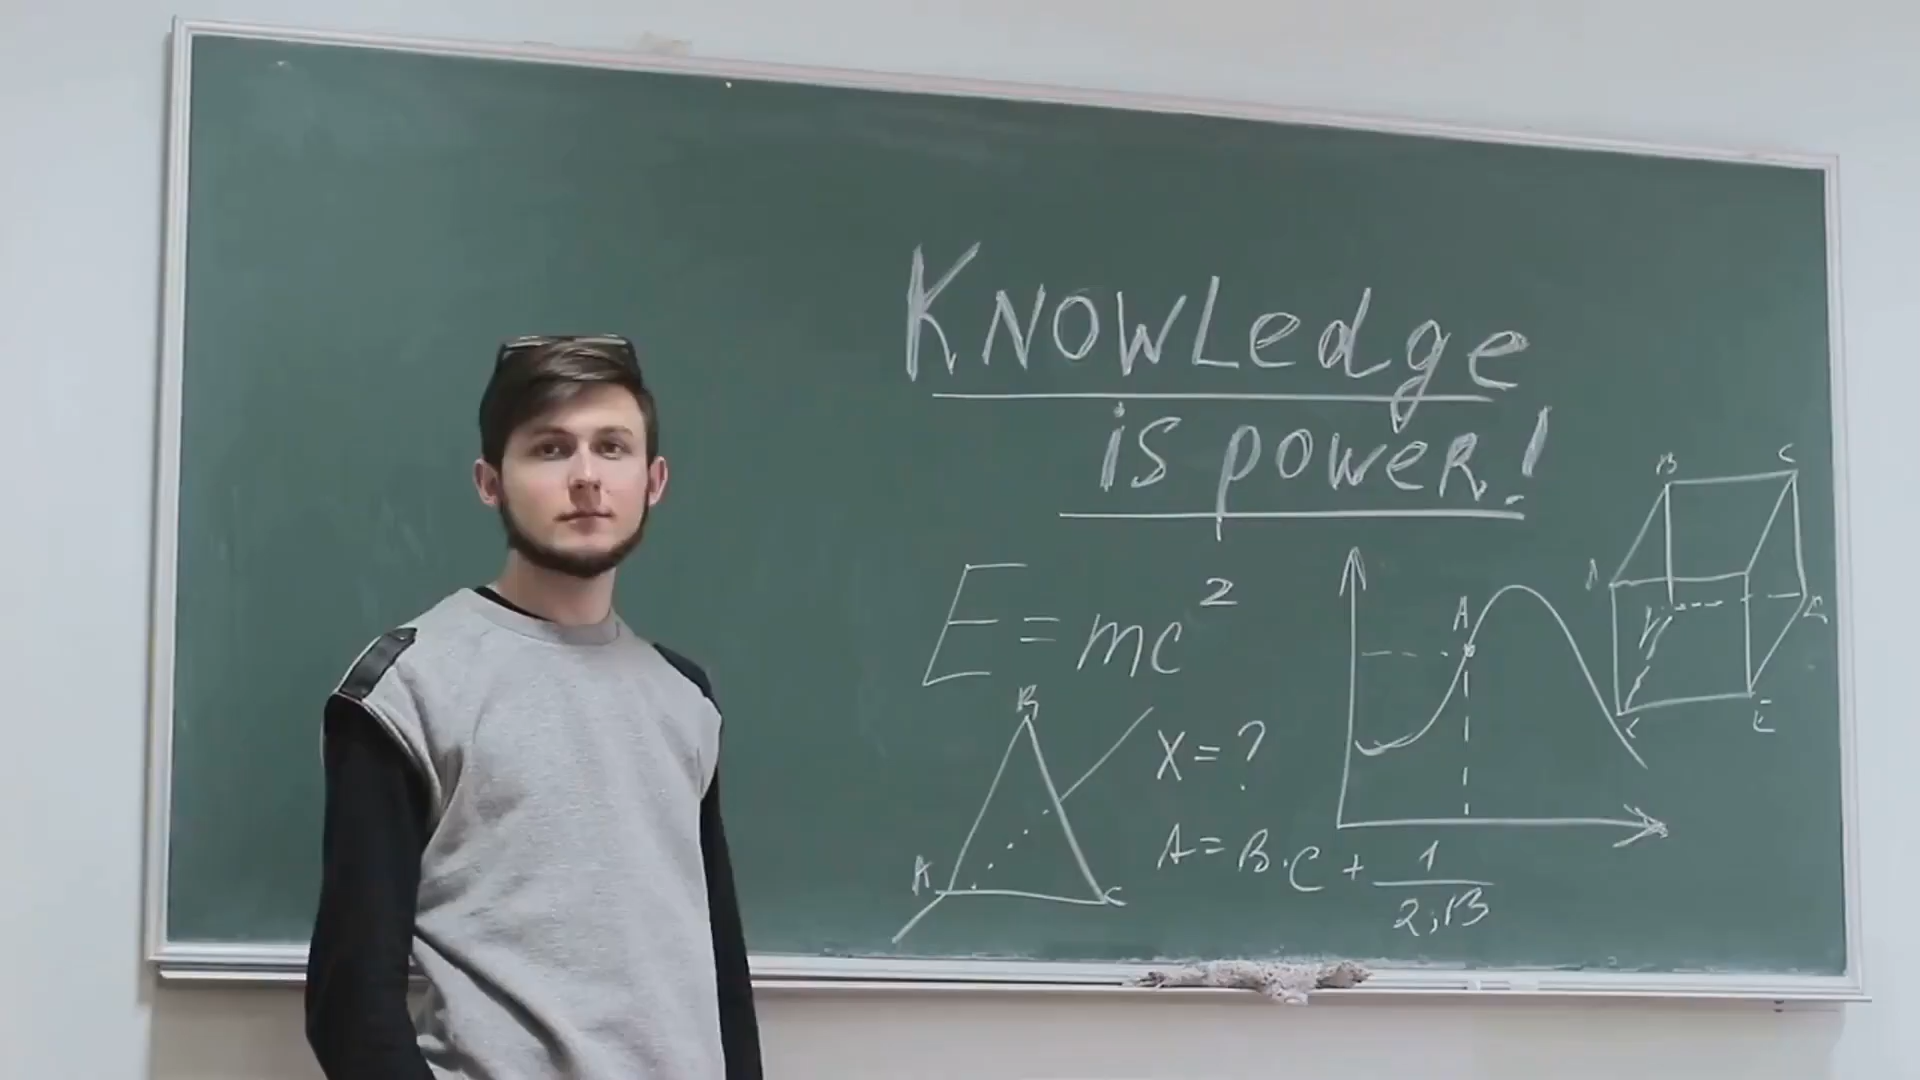 KNOWLedge
is poweR!
E = mc²
B
A
C
X = ?
A = B·C + 1/2,13
A
B
C
E